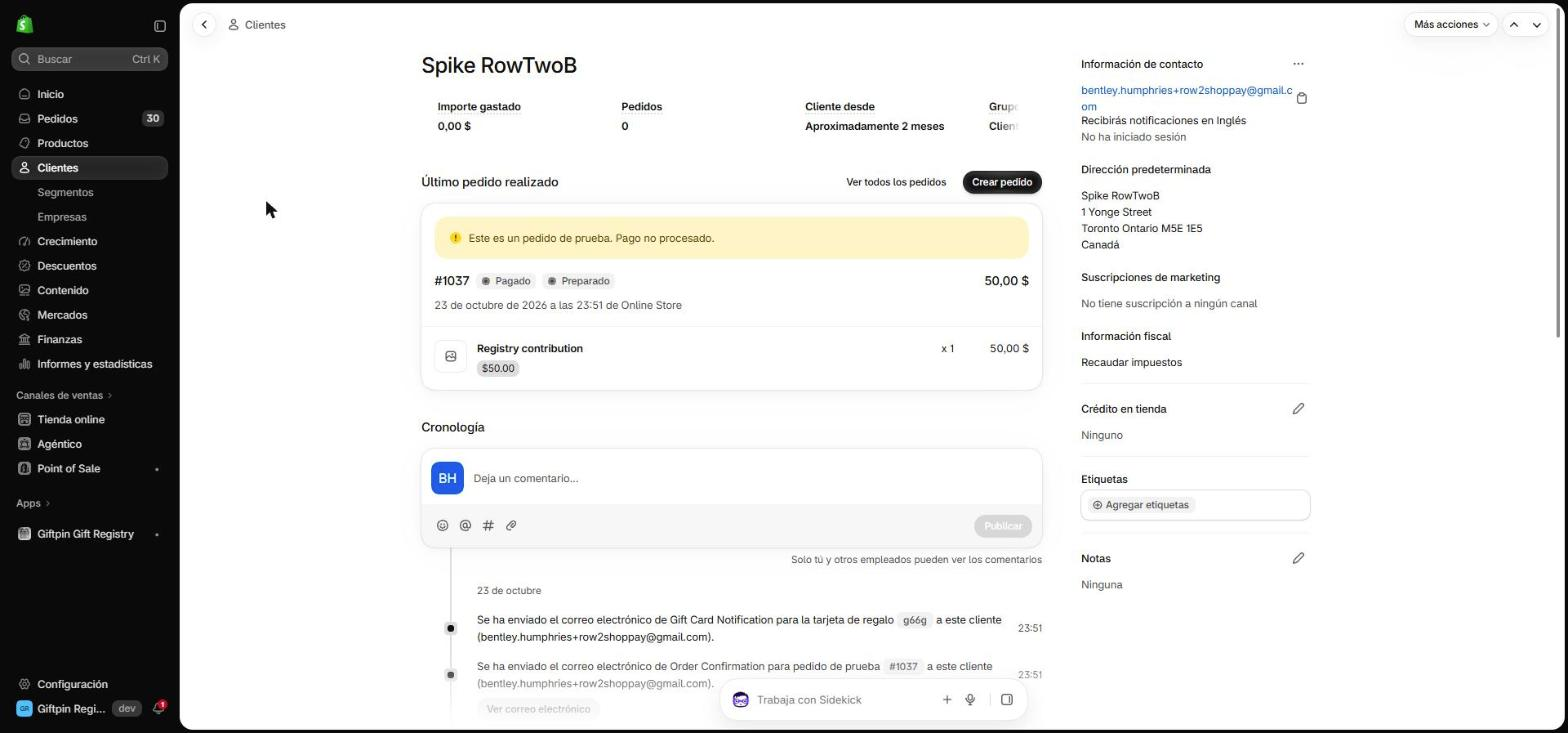 Buscar Ctrl K
Inicio
Pedidos 30
Productos
Clientes
Segmentos
Empresas
Crecimiento
Descuentos
Contenido
Mercados
Finanzas
Informes y estadísticas
Canales de ventas
Tienda online
Agéntico
Point of Sale
Apps
Giftpin Gift Registry
Configuración
GR Giftpin Regi... dev 1
Clientes
Más acciones
Spike RowTwoB
Importe gastado Pedidos Cliente desde
0,00 $ 0 Aproximadamente 2 meses
Último pedido realizado Ver todos los pedidos Crear pedido
Este es un pedido de prueba. Pago no procesado.
#1037 Pagado Preparado 50,00 $
23 de octubre de 2026 a las 23:51 de Online Store
Registry contribution x 1 50,00 $
$50.00
Cronología
BH Deja un comentario...
Publicar
Solo tú y otros empleados pueden ver los comentarios
23 de octubre
Se ha enviado el correo electrónico de Gift Card Notification para la tarjeta de regalo g66g a este cliente
(bentley.humphries+row2shoppay@gmail.com). 23:51
Se ha enviado el correo electrónico de Order Confirmation para pedido de prueba #1037 a este cliente
(bentley.humphries+row2shoppay@gmail.com). 23:51
Ver correo electrónico
Trabaja con Sidekick
Información de contacto
bentley.humphries+row2shoppay@gmail.c
om
Recibirás notificaciones en Inglés
No ha iniciado sesión
Dirección predeterminada
Spike RowTwoB
1 Yonge Street
Toronto Ontario M5E 1E5
Canadá
Suscripciones de marketing
No tiene suscripción a ningún canal
Información fiscal
Recaudar impuestos
Crédito en tienda
Ninguno
Etiquetas
Agregar etiquetas
Notas
Ninguna